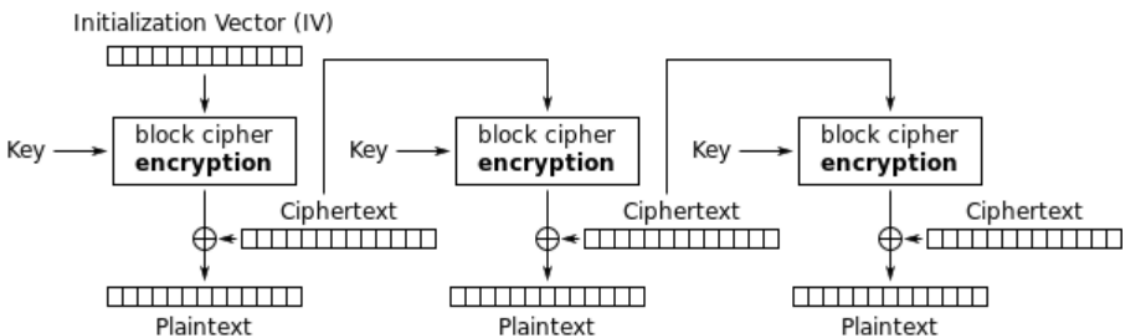 Initialization Vector (IV)
Key
block cipher
encryption
Ciphertext
Plaintext
Key
block cipher
encryption
Ciphertext
Plaintext
Key
block cipher
encryption
Ciphertext
Plaintext